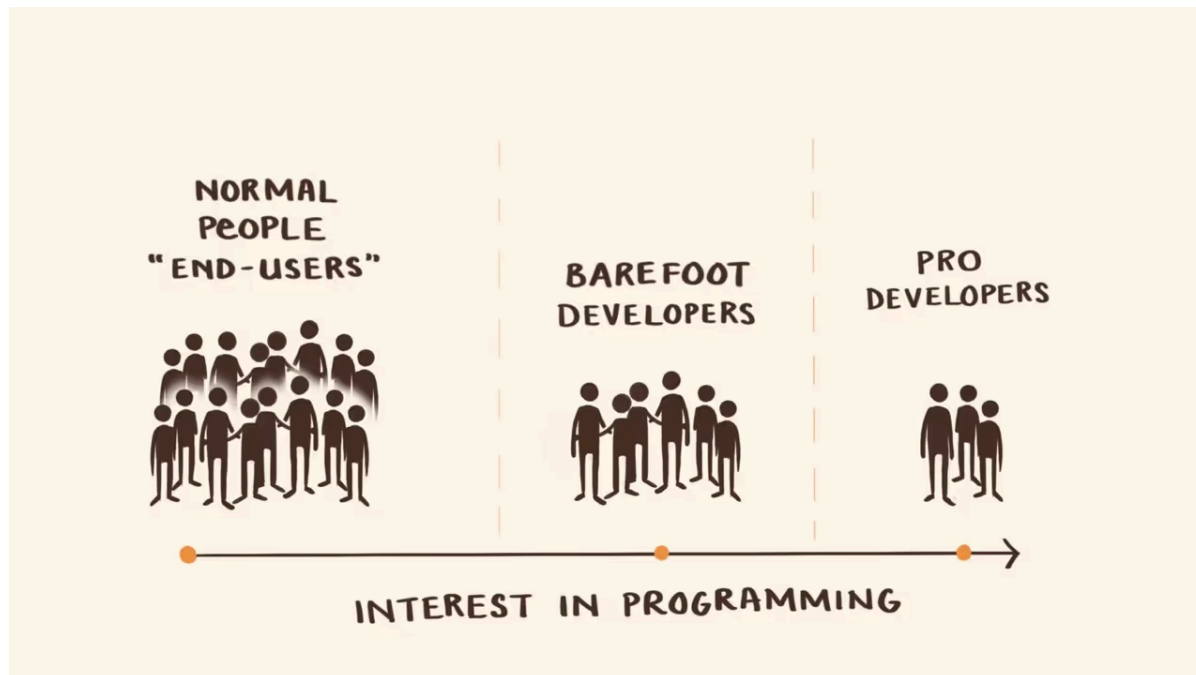 NORMAL
PeOPLE
“END-USERS”
BAREFOOT
DEVELOPERS
PRO
DEVELOPERS
INTEREST IN PROGRAMMING